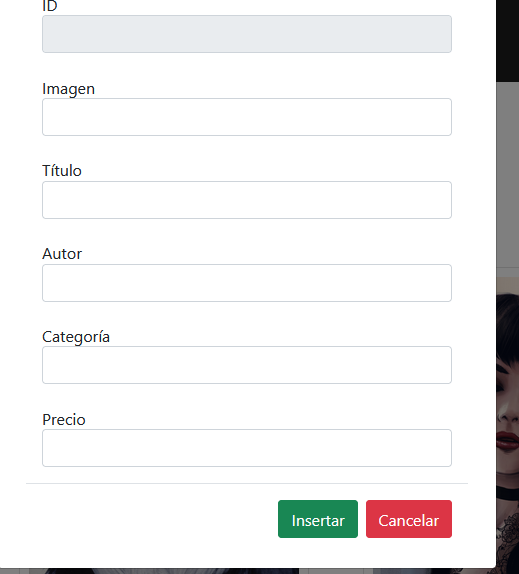 ID
Imagen
Título
Autor
Categoría
Precio
Insertar Cancelar